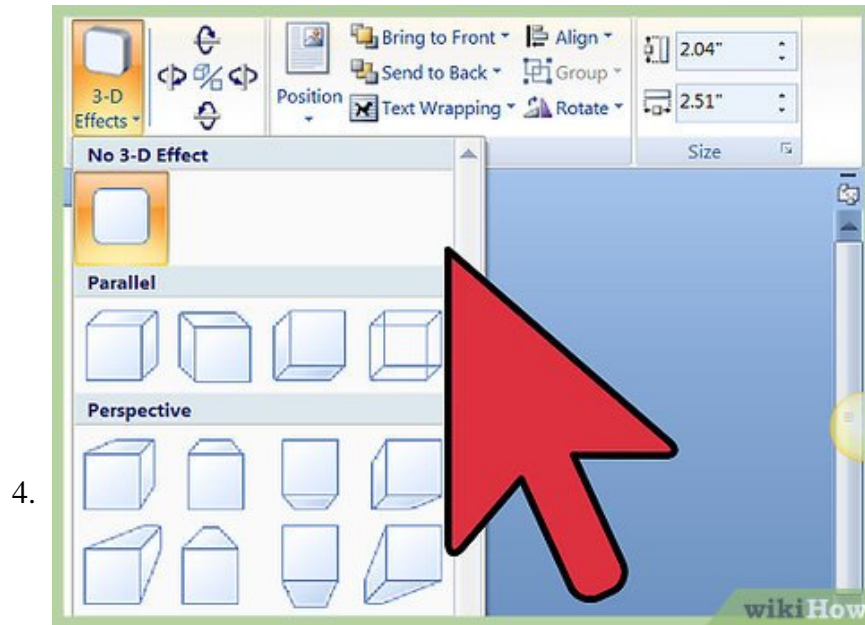 Bring to Front Align
Send to Back Group
Position
Text Wrapping Rotate
3-D
Effects
2.04"
2.51"
Size
No 3-D Effect
Parallel
Perspective
4.
wikiHow